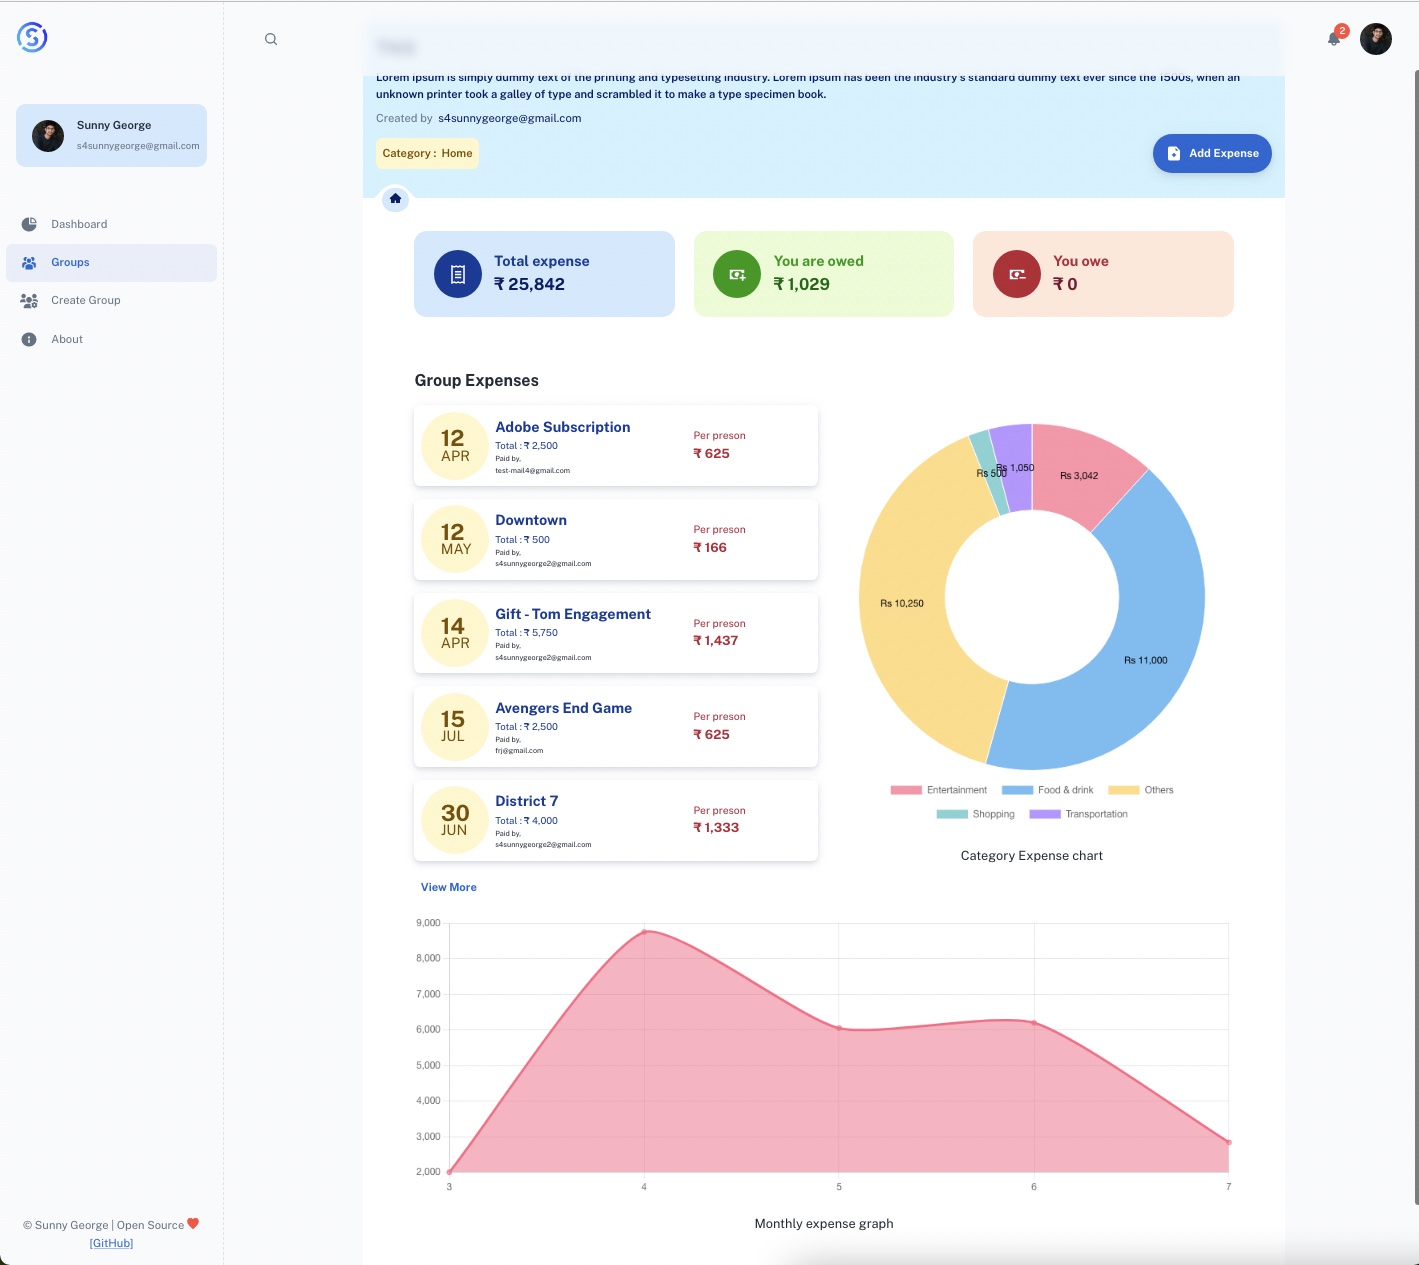 2
Lorem Ipsum is simply dummy text of the printing and typesetting industry. Lorem Ipsum has been the industry's standard dummy text ever since the 1500s, when an
unknown printer took a galley of type and scrambled it to make a type specimen book.
Created by s4sunnygeorge@gmail.com
Category : Home
Add Expense
Sunny George
s4sunnygeorge@gmail.com
Dashboard
Groups
Create Group
About
Total expense
₹ 25,842
You are owed
₹ 1,029
You owe
₹ 0
Group Expenses
12
APR
Adobe Subscription
Total : ₹ 2,500
Paid by,
test-mail4@gmail.com
Per preson
₹ 625
12
MAY
Downtown
Total : ₹ 500
Paid by,
s4sunnygeorge2@gmail.com
Per preson
₹ 166
14
APR
Gift - Tom Engagement
Total : ₹ 5,750
Paid by,
s4sunnygeorge2@gmail.com
Per preson
₹ 1,437
15
JUL
Avengers End Game
Total : ₹ 2,500
Paid by,
frj@gmail.com
Per preson
₹ 625
30
JUN
District 7
Total : ₹ 4,000
Paid by,
s4sunnygeorge2@gmail.com
Per preson
₹ 1,333
View More
Rs 500
Rs 1,050
Rs 3,042
Rs 10,250
Rs 11,000
Entertainment
Food & drink
Others
Shopping
Transportation
Category Expense chart
9,000
8,000
7,000
6,000
5,000
4,000
3,000
2,000
3
4
5
6
7
Monthly expense graph
© Sunny George | Open Source
[GitHub]